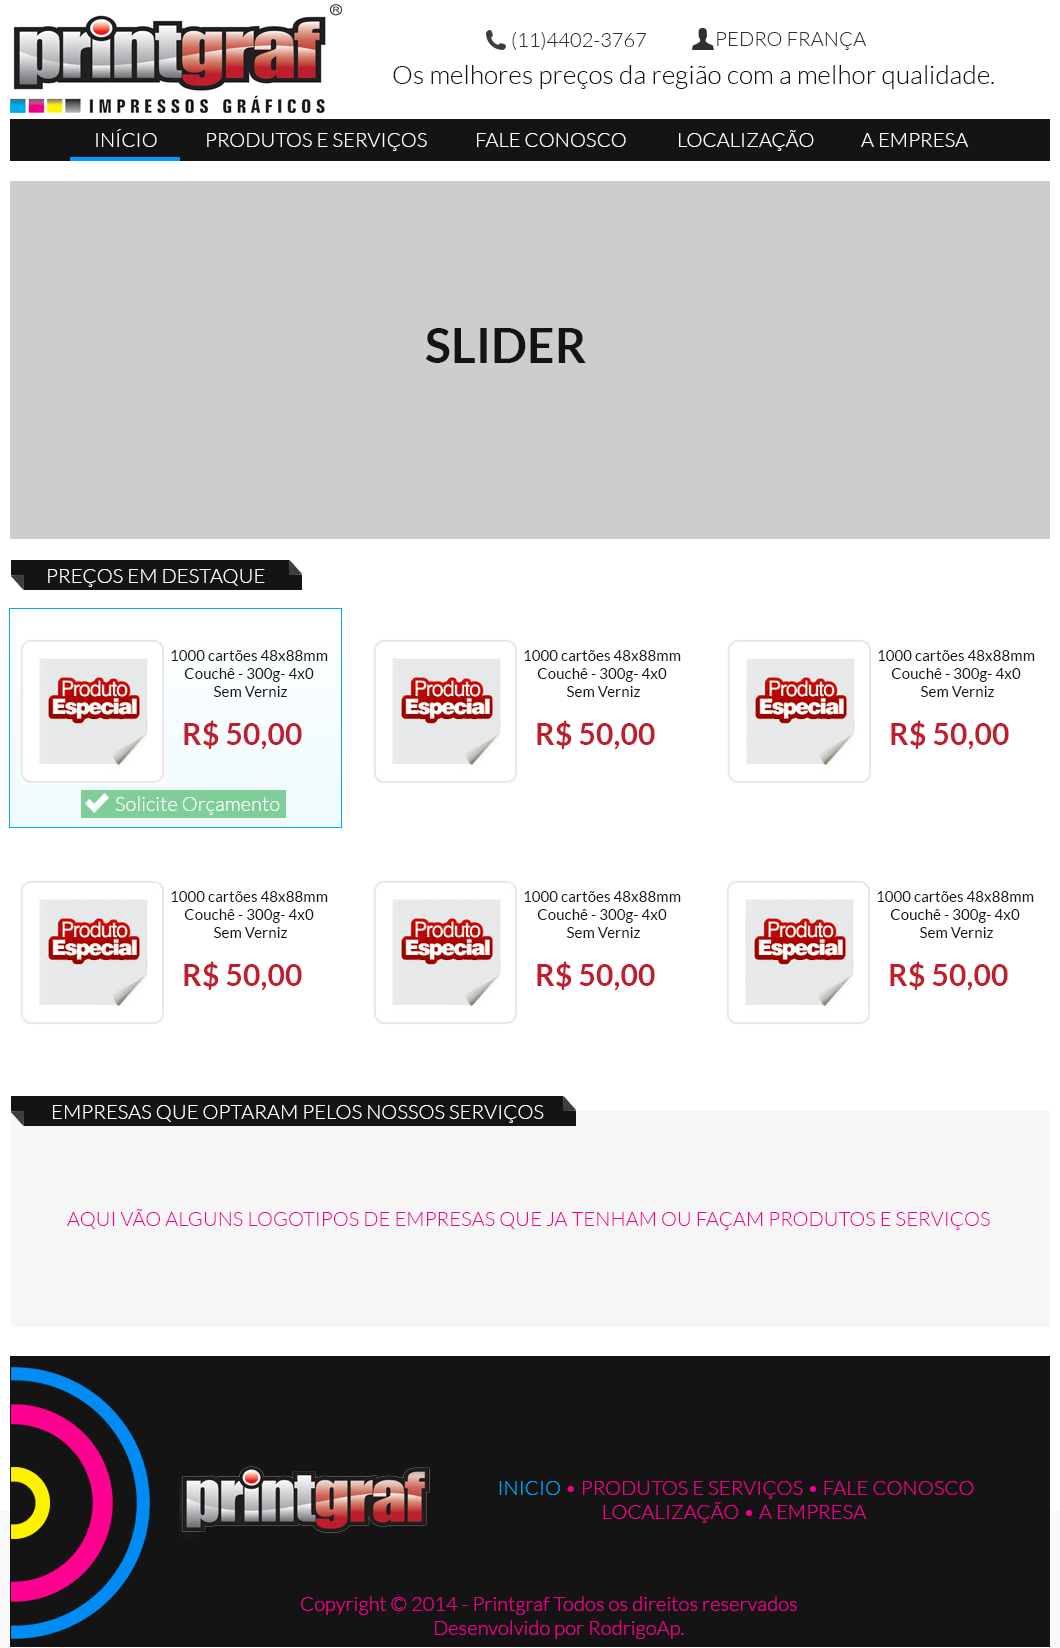 printgraf®
IMPRESSOS GRÁFICOS
(11)4402-3767 PEDRO FRANÇA
Os melhores preços da região com a melhor qualidade.
INÍCIO PRODUTOS E SERVIÇOS FALE CONOSCO LOCALIZAÇÃO A EMPRESA
SLIDER
PREÇOS EM DESTAQUE
Produto
Especial
1000 cartões 48x88mm
Couchê - 300g- 4x0
Sem Verniz
R$ 50,00
Solicite Orçamento
Produto
Especial
1000 cartões 48x88mm
Couchê - 300g- 4x0
Sem Verniz
R$ 50,00
Produto
Especial
1000 cartões 48x88mm
Couchê - 300g- 4x0
Sem Verniz
R$ 50,00
Produto
Especial
1000 cartões 48x88mm
Couchê - 300g- 4x0
Sem Verniz
R$ 50,00
Produto
Especial
1000 cartões 48x88mm
Couchê - 300g- 4x0
Sem Verniz
R$ 50,00
Produto
Especial
1000 cartões 48x88mm
Couchê - 300g- 4x0
Sem Verniz
R$ 50,00
EMPRESAS QUE OPTARAM PELOS NOSSOS SERVIÇOS
AQUI VÃO ALGUNS LOGOTIPOS DE EMPRESAS QUE JA TENHAM OU FAÇAM PRODUTOS E SERVIÇOS
printgraf
INICIO • PRODUTOS E SERVIÇOS • FALE CONOSCO
LOCALIZAÇÃO • A EMPRESA
Copyright © 2014 - Printgraf Todos os direitos reservados
Desenvolvido por RodrigoAp.